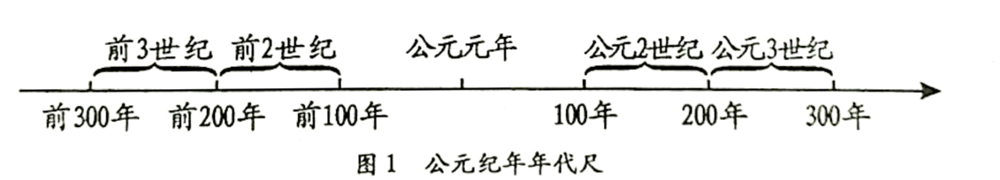 前3世纪 前2世纪 公元元年 公元2世纪 公元3世纪
前300年 前200年 前100年 100年 200年 300年
图1 公元纪年年代尺